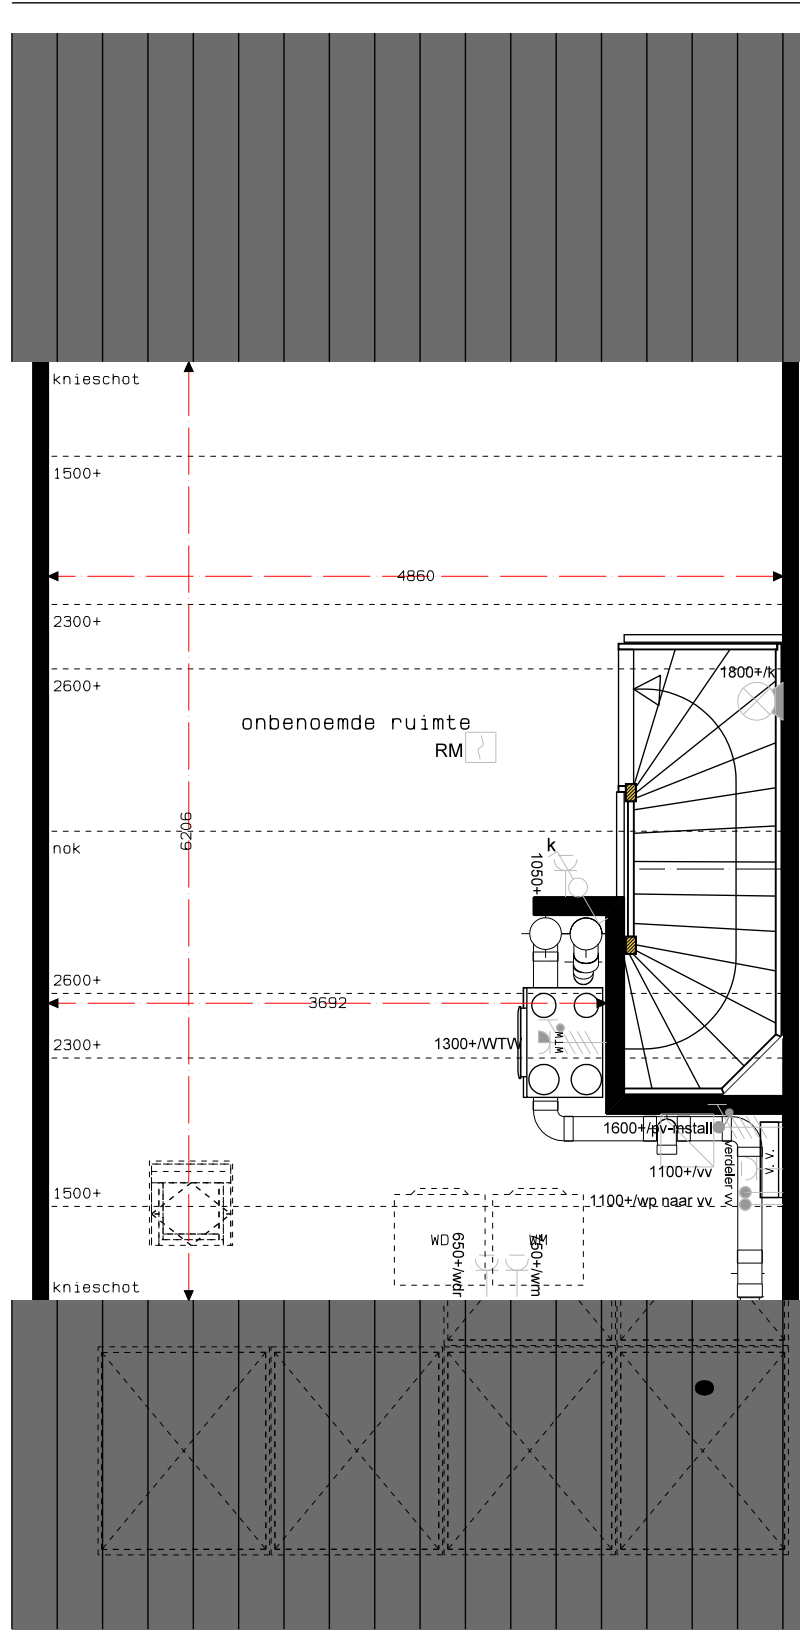 knieschot
1500+
4860
2300+
2600+
1800+/k
onbenoemde ruimte
RM
6206
nok
k
1050+
2600+
3692
2300+
1300+/WTW
WTW
1600+/pv-install
verdeler vv
v.v.
1100+/vv
1500+
1100+/wp naar vv
WD
650+/wdr
WM
650+/wm
knieschot